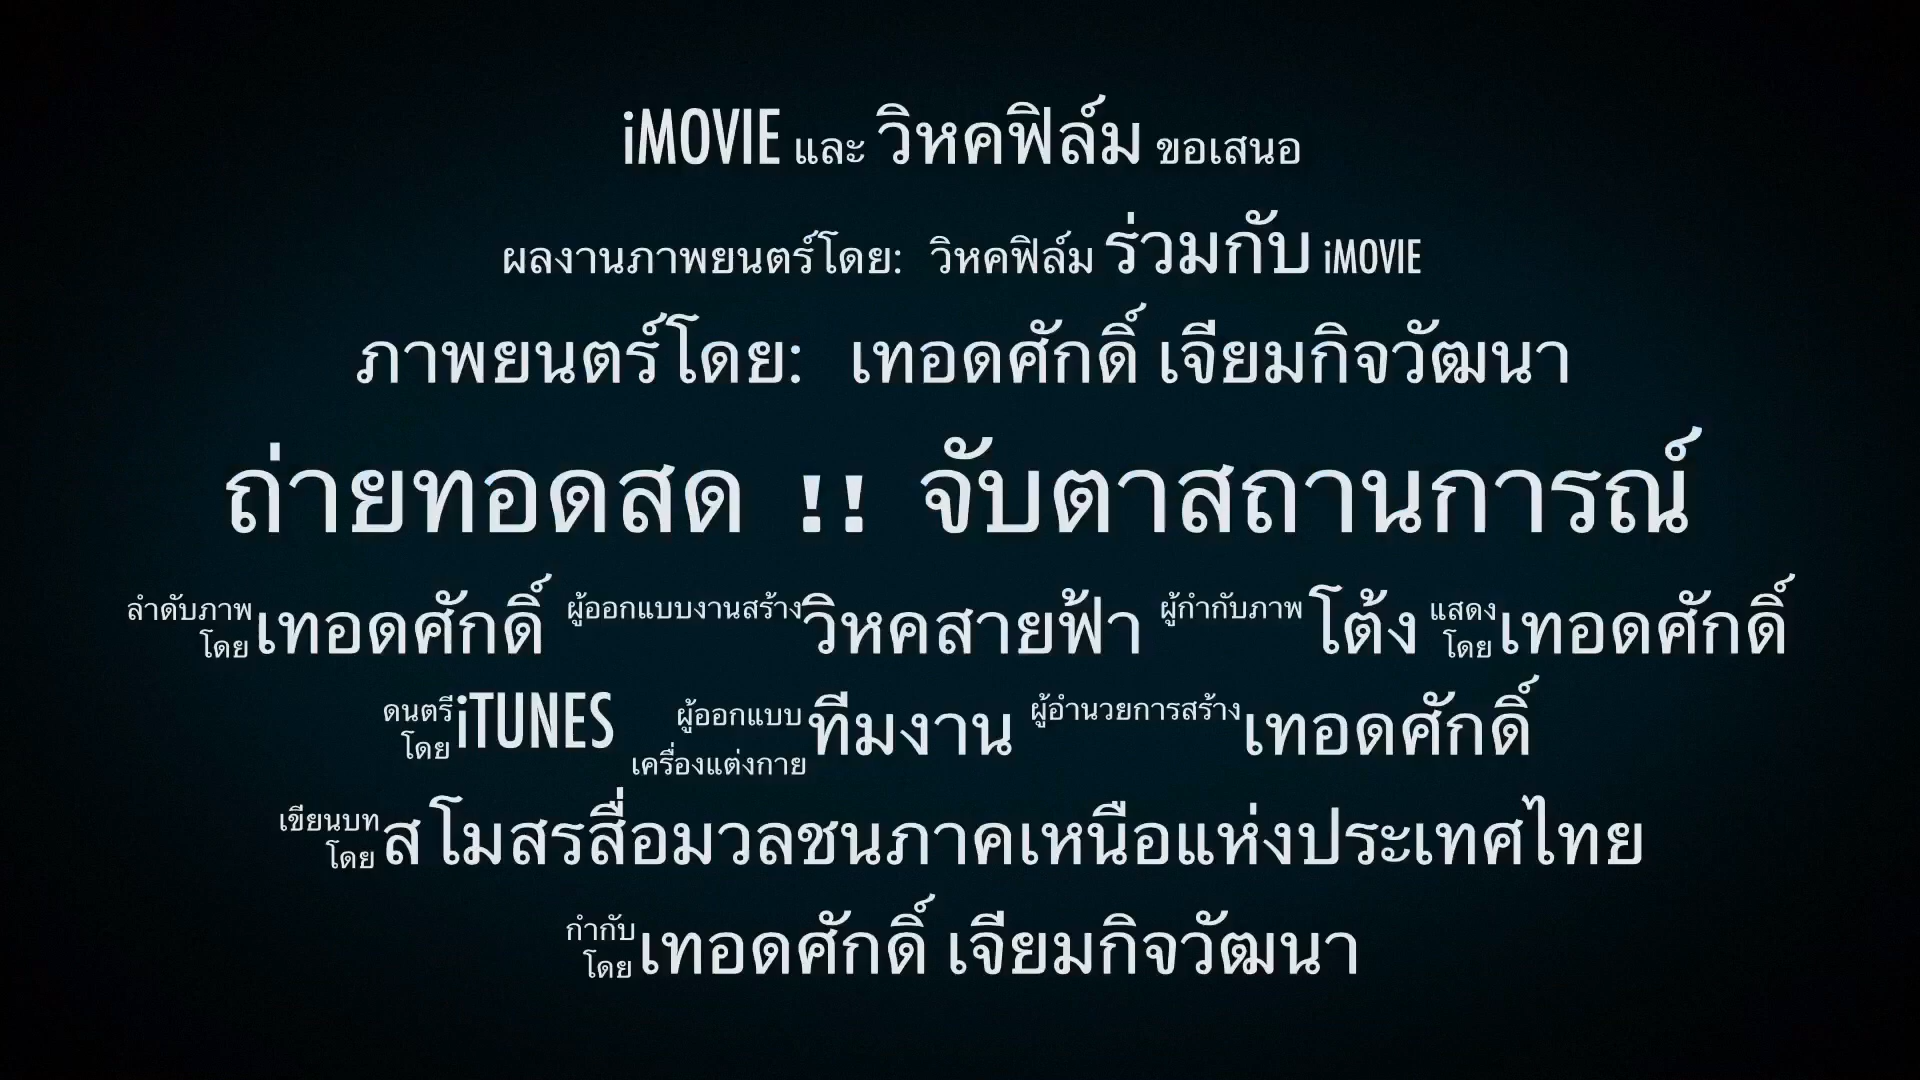 iMOVIE และ วิหคฟิล์ม ขอเสนอ
ผลงานภาพยนตร์โดย: วิหคฟิล์ม ร่วมกับ iMOVIE
ภาพยนตร์โดย: เทอดศักดิ์ เจียมกิจวัฒนา
ถ่ายทอดสด !! จับตาสถานการณ์
ลำดับภาพโดย เทอดศักดิ์ ผู้ออกแบบงานสร้าง วิหคสายฟ้า ผู้กำกับภาพ โต้ง แสดงโดย เทอดศักดิ์
ดนตรีโดย iTUNES ผู้ออกแบบเครื่องแต่งกาย ทีมงาน ผู้อำนวยการสร้าง เทอดศักดิ์
เขียนบทโดย สโมสรสื่อมวลชนภาคเหนือแห่งประเทศไทย
กำกับโดย เทอดศักดิ์ เจียมกิจวัฒนา